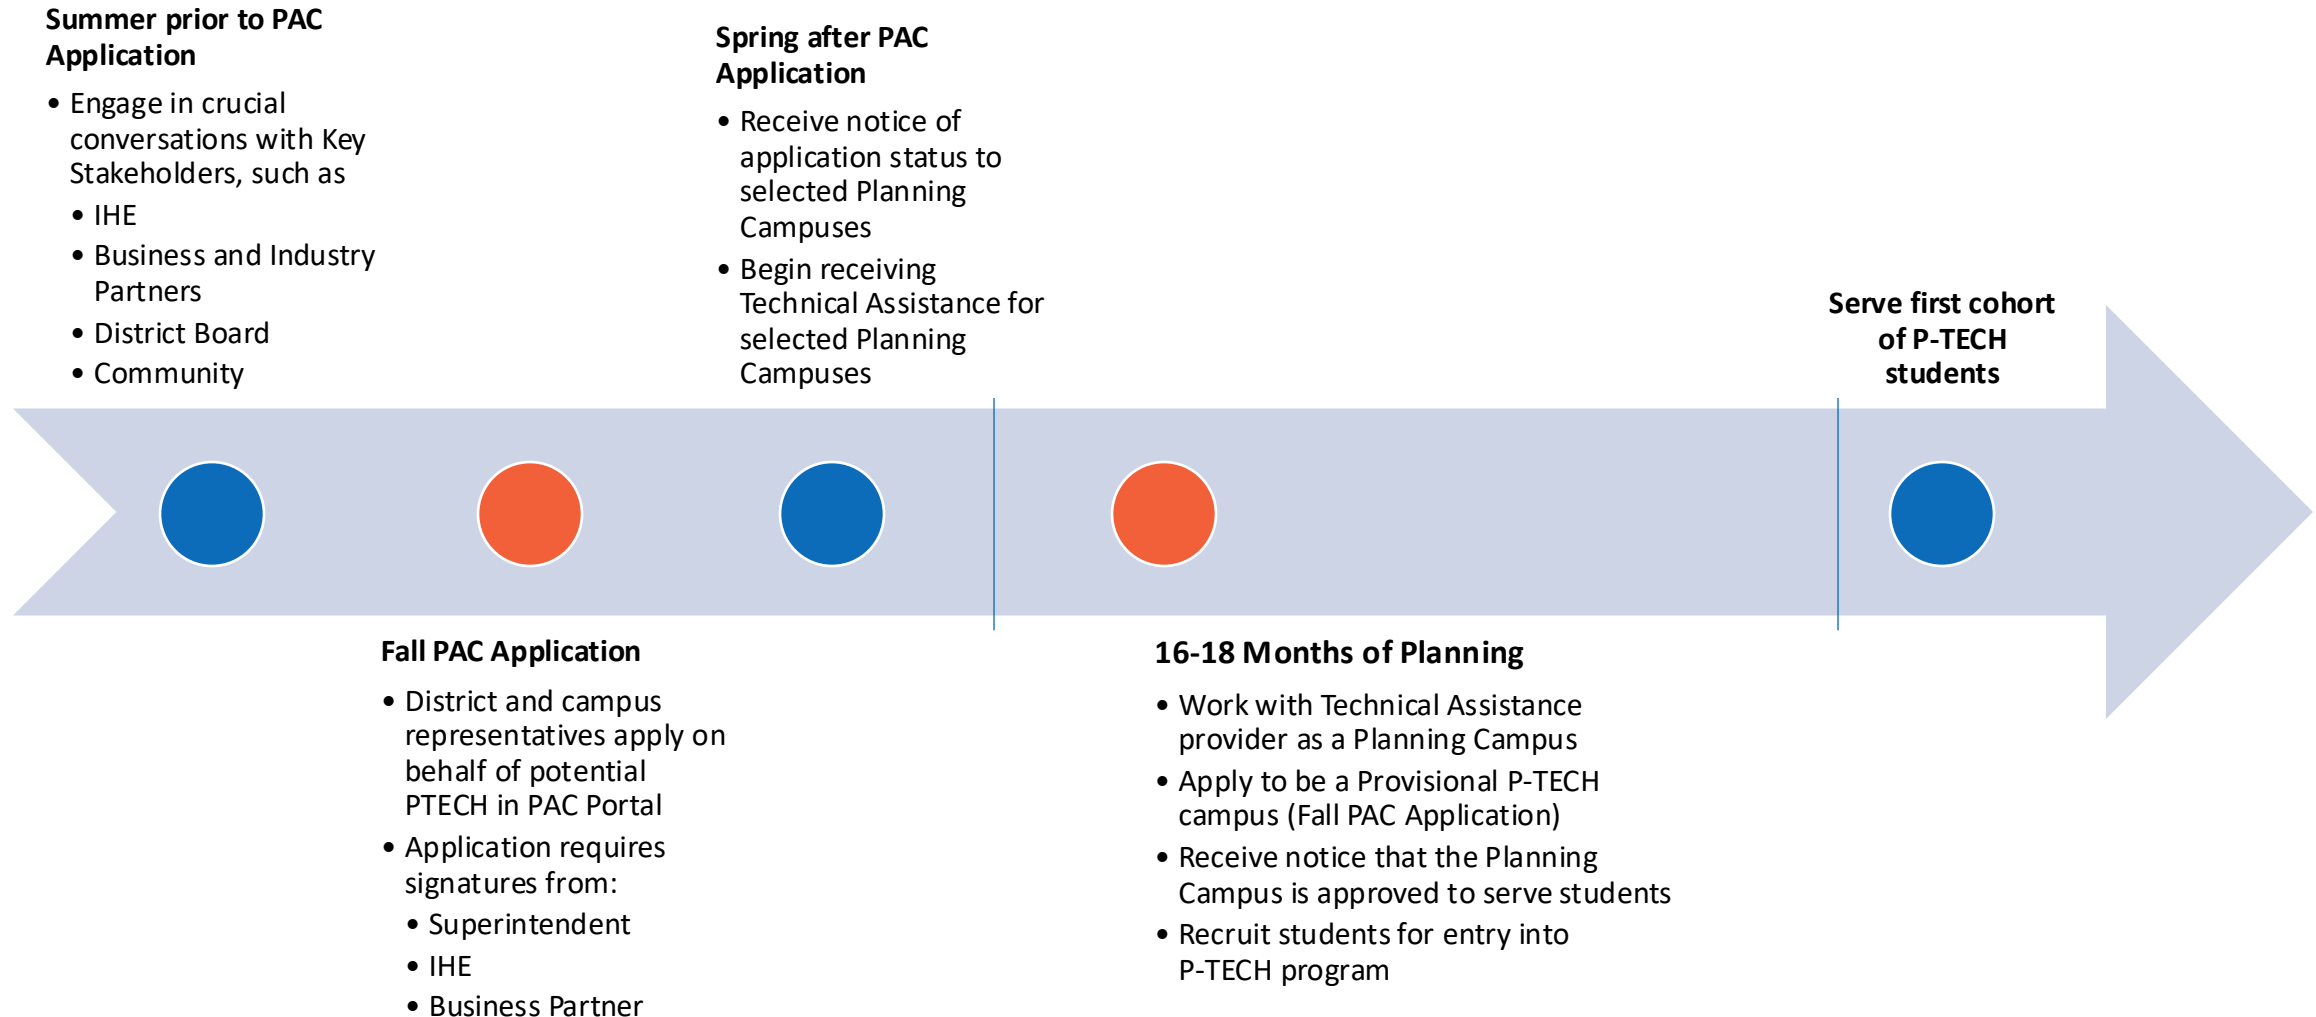 Summer prior to PAC
Application
• Engage in crucial
conversations with Key
Stakeholders, such as
• IHE
• Business and Industry
Partners
• District Board
• Community
Spring after PAC
Application
• Receive notice of
application status to
selected Planning
Campuses
• Begin receiving
Technical Assistance for
selected Planning
Campuses
Serve first cohort
of P-TECH
students
Fall PAC Application
• District and campus
representatives apply on
behalf of potential
PTECH in PAC Portal
• Application requires
signatures from:
• Superintendent
• IHE
• Business Partner
16-18 Months of Planning
• Work with Technical Assistance
provider as a Planning Campus
• Apply to be a Provisional P-TECH
campus (Fall PAC Application)
• Receive notice that the Planning
Campus is approved to serve students
• Recruit students for entry into
P-TECH program